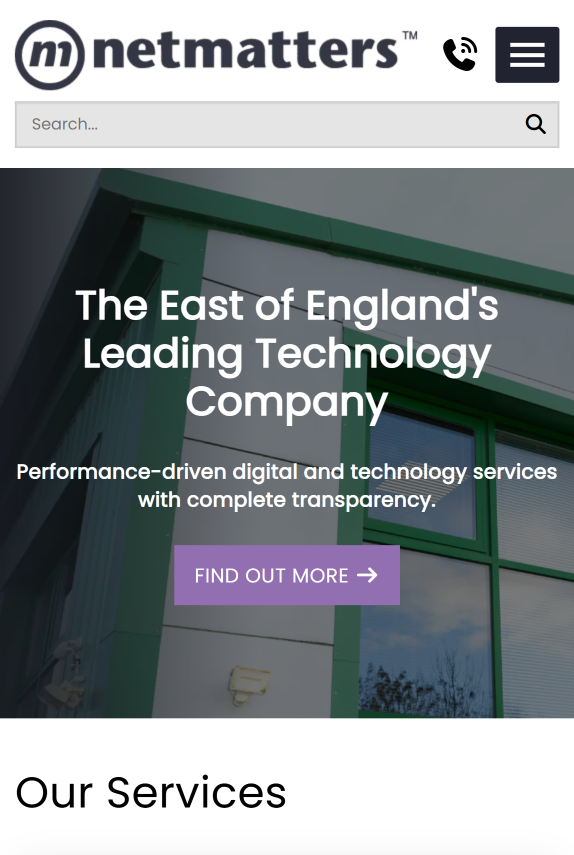 m netmatters™
Search...
The East of England's
Leading Technology
Company
Performance-driven digital and technology services
with complete transparency.
FIND OUT MORE →
Our Services